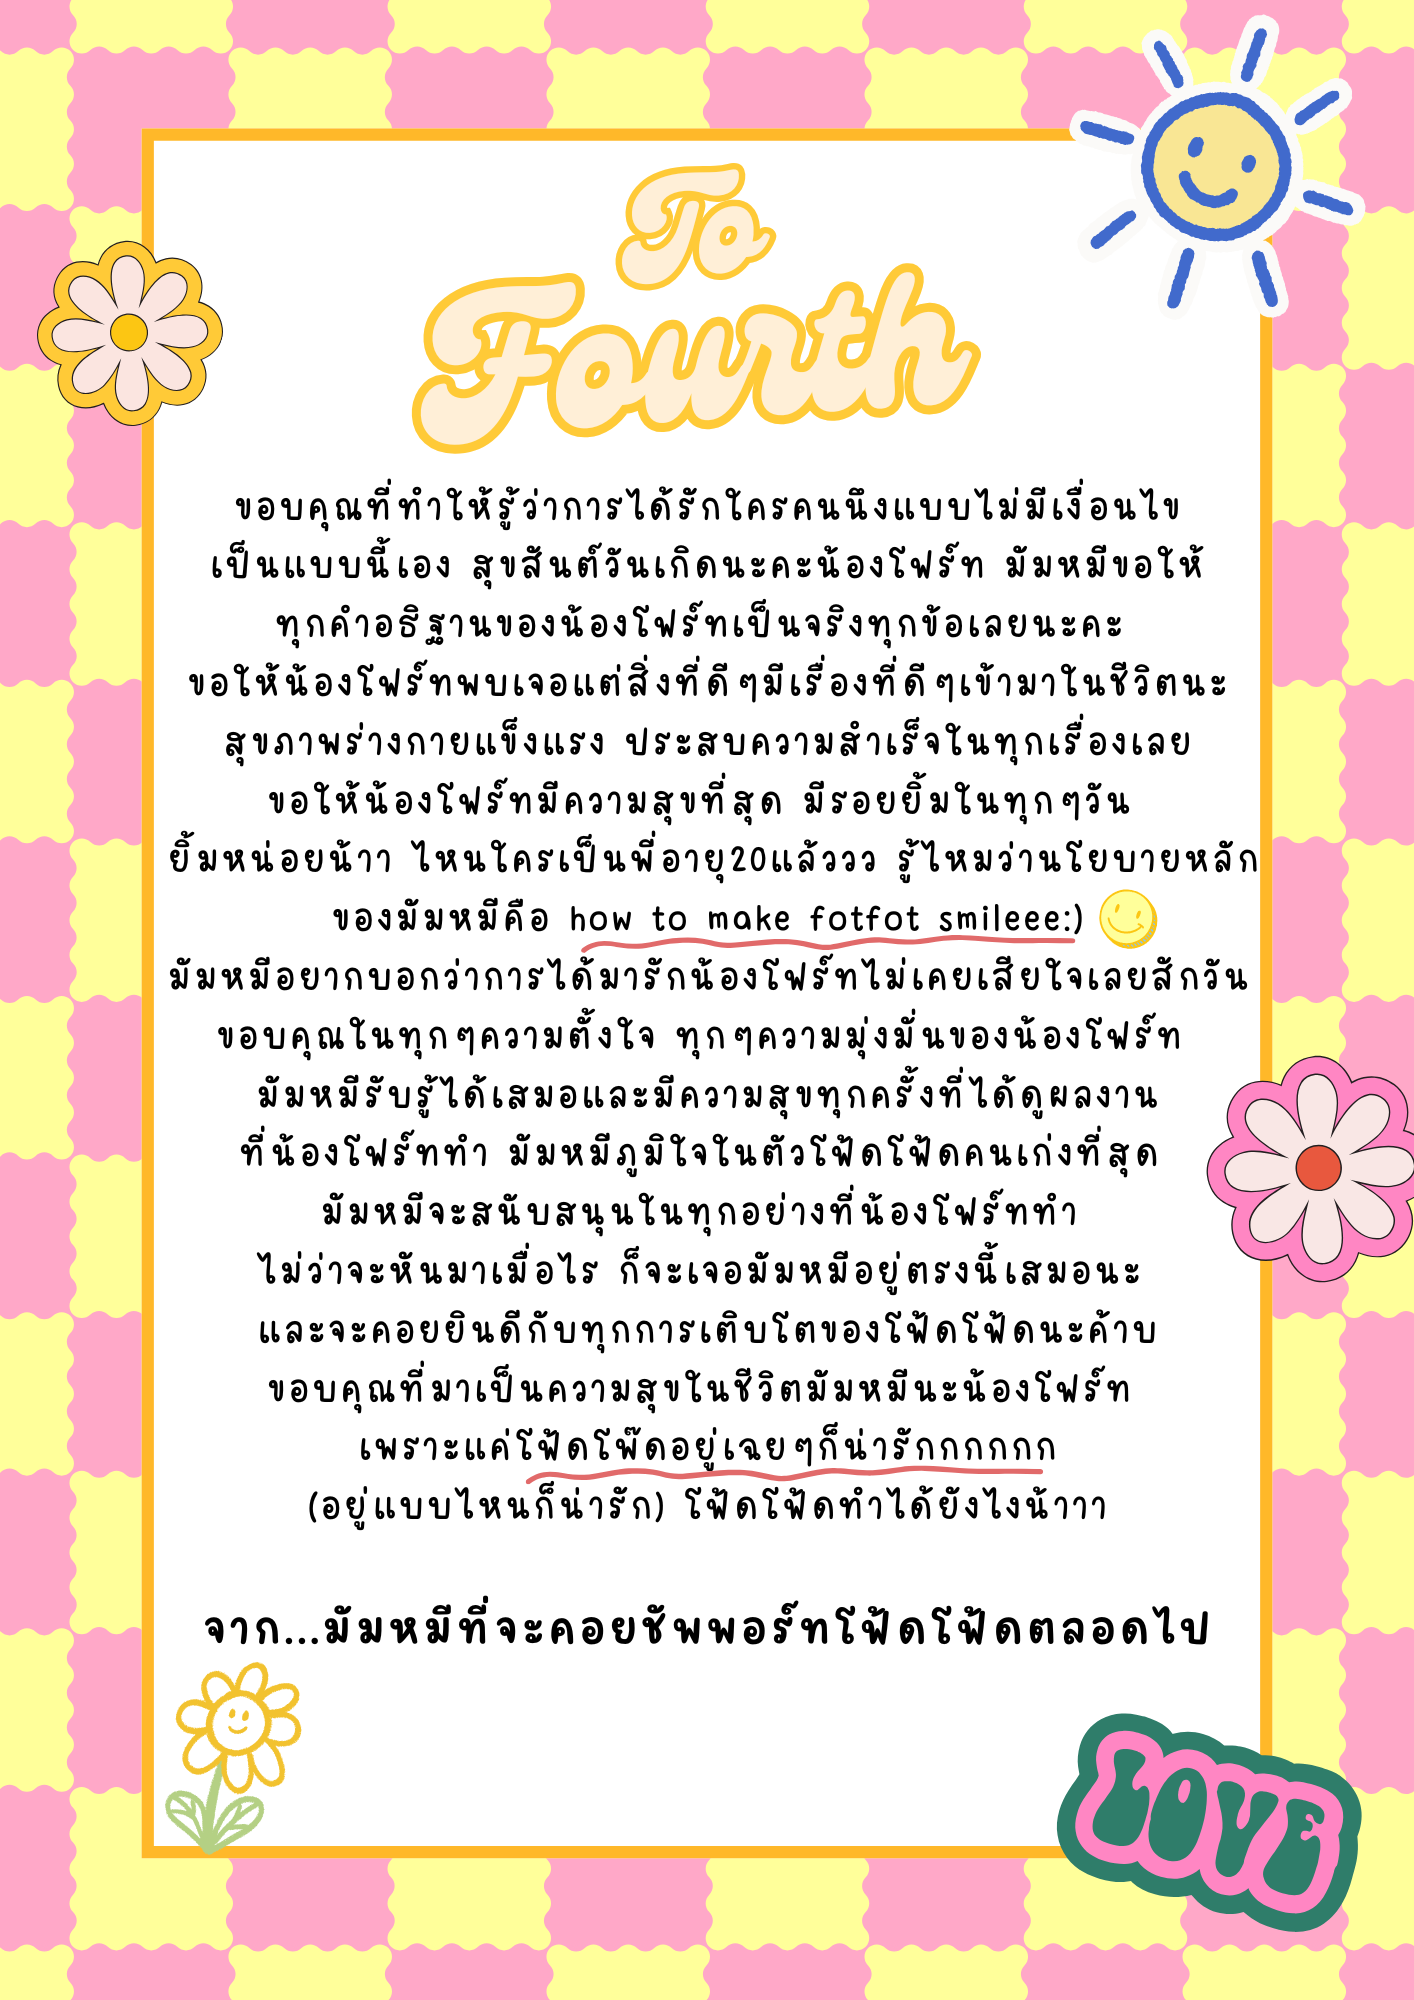 To
Fourth
ขอบคุณที่ทำให้รู้ว่าการได้รักใครคนนึงแบบไม่มีเงื่อนไข
เป็นแบบนี้เอง สุขสันต์วันเกิดนะคะน้องโฟร์ท มัมหมีขอให้
ทุกคำอธิฐานของน้องโฟร์ทเป็นจริงทุกข้อเลยนะคะ
ขอให้น้องโฟร์ทพบเจอแต่สิ่งที่ดีๆมีเรื่องที่ดีๆเข้ามาในชีวิตนะ
สุขภาพร่างกายแข็งแรง ประสบความสำเร็จในทุกเรื่องเลย
ขอให้น้องโฟร์ทมีความสุขที่สุด มีรอยยิ้มในทุกๆวัน
ยิ้มหน่อยน้าา ไหนใครเป็นพี่อายุ20แล้ววว รู้ไหมว่านโยบายหลัก
ของมัมหมีคือ how to make fotfot smileee:)
มัมหมีอยากบอกว่าการได้มารักน้องโฟร์ทไม่เคยเสียใจเลยสักวัน
ขอบคุณในทุกๆความตั้งใจ ทุกๆความมุ่งมั่นของน้องโฟร์ท
มัมหมีรับรู้ได้เสมอและมีความสุขทุกครั้งที่ได้ดูผลงาน
ที่น้องโฟร์ททำ มัมหมีภูมิใจในตัวโฟ้ดโฟ้ดคนเก่งที่สุด
มัมหมีจะสนับสนุนในทุกอย่างที่น้องโฟร์ททำ
ไม่ว่าจะหันมาเมื่อไร ก็จะเจอมัมหมีอยู่ตรงนี้เสมอนะ
และจะคอยยินดีกับทุกการเติบโตของโฟ้ดโฟ้ดนะค้าบ
ขอบคุณที่มาเป็นความสุขในชีวิตมัมหมีนะน้องโฟร์ท
เพราะแค่โฟ้ดโพ๊ดอยู่เฉยๆก็น่ารักกกกกก
(อยู่แบบไหนก็น่ารัก) โฟ้ดโฟ้ดทำได้ยังไงน้าาา
จาก...มัมหมีที่จะคอยซัพพอร์ทโฟ้ดโฟ้ดตลอดไป
LOVE